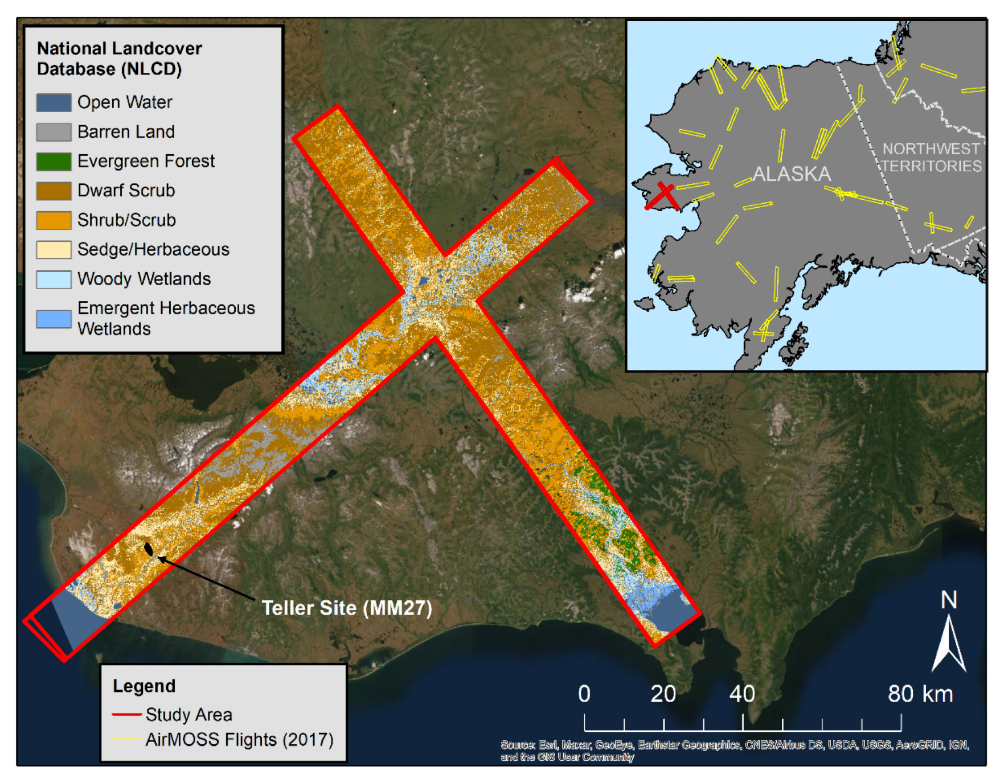 National Landcover
Database (NLCD)
Open Water
Barren Land
Evergreen Forest
Dwarf Scrub
Shrub/Scrub
Sedge/Herbaceous
Woody Wetlands
Emergent Herbaceous
Wetlands
ALASKA
NORTHWEST
TERRITORIES
Teller Site (MM27)
Legend
Study Area
AirMOSS Flights (2017)
N
0 20 40 80 km
Source: Esri, Maxar, GeoEye, Earthstar Geographics, CNES/Airbus DS, USDA, USGS, AeroGRID, IGN,
and the GIS User Community